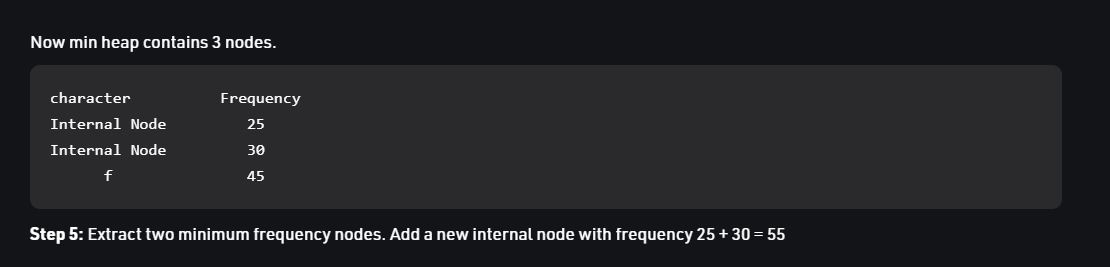 Now min heap contains 3 nodes.
character Frequency
Internal Node 25
Internal Node 30
f 45
Step 5: Extract two minimum frequency nodes. Add a new internal node with frequency 25 + 30 = 55